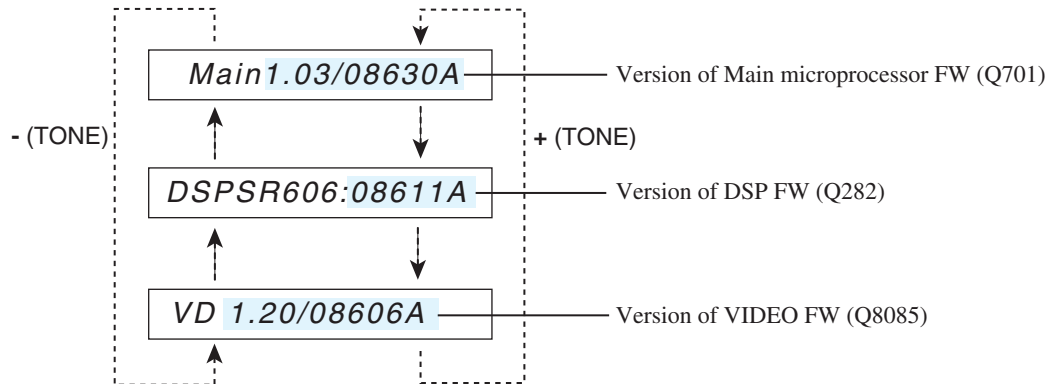 Main1.03/08630A
Version of Main microprocessor FW (Q701)
- (TONE)
+ (TONE)
DSPSR606:08611A
Version of DSP FW (Q282)
VD 1.20/08606A
Version of VIDEO FW (Q8085)